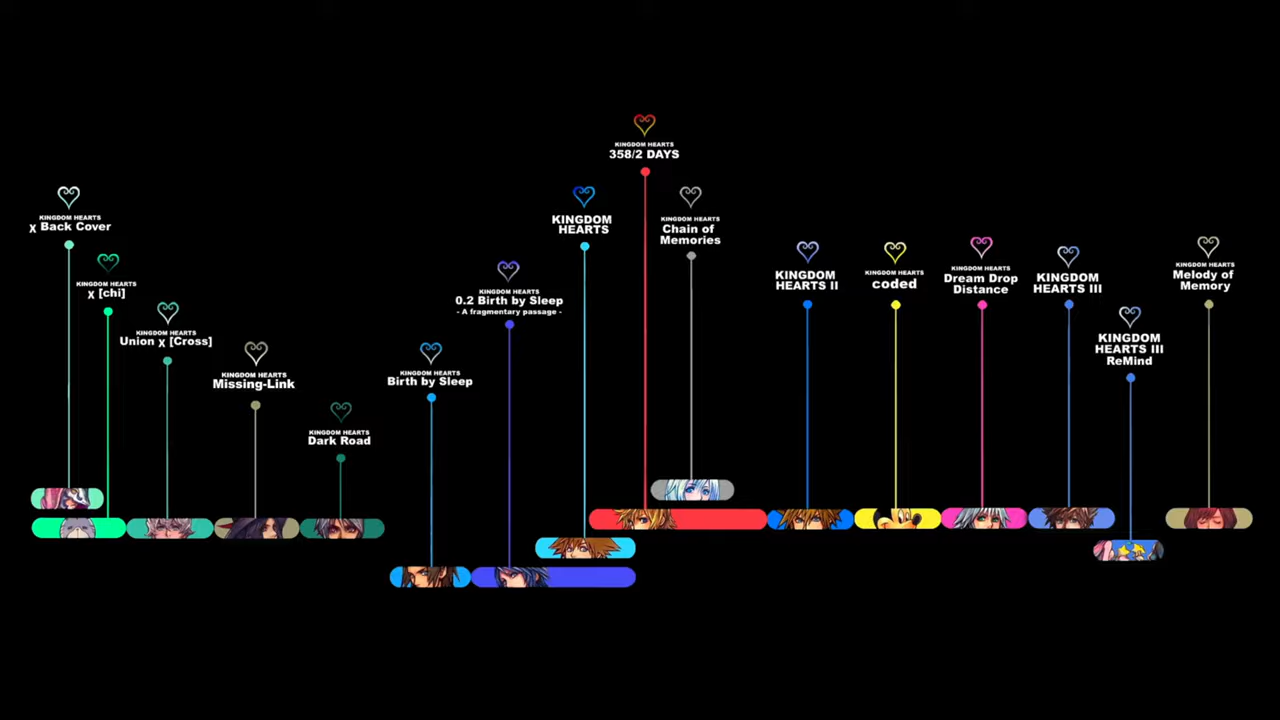 KINGDOM HEARTS
χ Back Cover
KINGDOM HEARTS
χ [chi]
KINGDOM HEARTS
Union χ [Cross]
KINGDOM HEARTS
Missing-Link
KINGDOM HEARTS
Dark Road
KINGDOM HEARTS
Birth by Sleep
KINGDOM HEARTS
0.2 Birth by Sleep
- A fragmentary passage -
KINGDOM
HEARTS
KINGDOM HEARTS
358/2 DAYS
KINGDOM HEARTS
Chain of
Memories
KINGDOM
HEARTS II
KINGDOM HEARTS
coded
KINGDOM HEARTS
Dream Drop
Distance
KINGDOM
HEARTS III
KINGDOM
HEARTS III
ReMind
KINGDOM HEARTS
Melody of
Memory